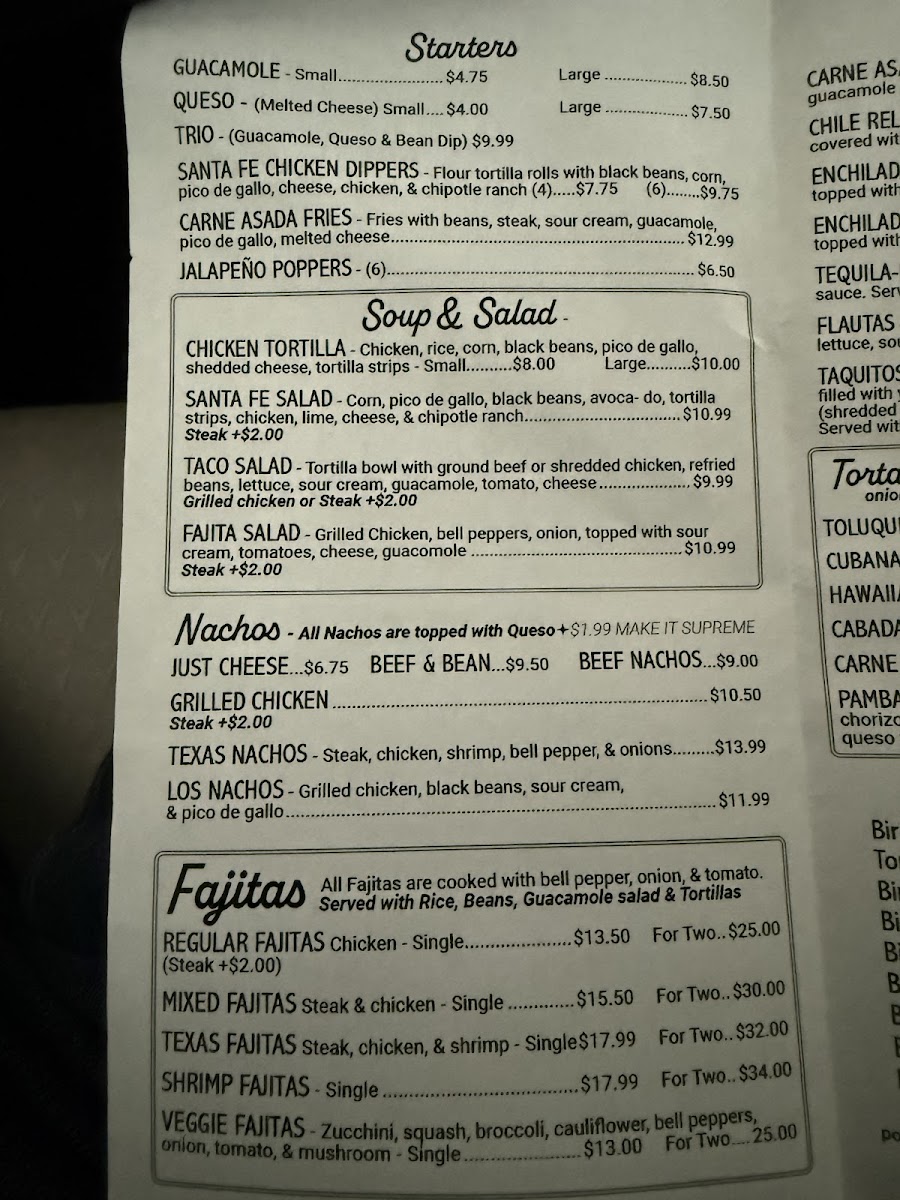 Starters
GUACAMOLE - Small..................... $4.75 Large ................ $8.50
QUESO - (Melted Cheese) Small.... $4.00 Large ................ $7.50
TRIO - (Guacamole, Queso & Bean Dip) $9.99
SANTA FE CHICKEN DIPPERS - Flour tortilla rolls with black beans, corn,
pico de gallo, cheese, chicken, & chipotle ranch (4).....$7.75 (6)........$9.75
CARNE ASADA FRIES - Fries with beans, steak, sour cream, guacamole,
pico de gallo, melted cheese................................................................ $12.99
JALAPEÑO POPPERS - (6)................................................................... $6.50
Soup & Salad -
CHICKEN TORTILLA - Chicken, rice, corn, black beans, pico de gallo,
shedded cheese, tortilla strips - Small..........$8.00 Large..........$10.00
SANTA FE SALAD - Corn, pico de gallo, black beans, avoca- do, tortilla
strips, chicken, lime, cheese, & chipotle ranch.................................. $10.99
Steak +$2.00
TACO SALAD - Tortilla bowl with ground beef or shredded chicken, refried
beans, lettuce, sour cream, guacamole, tomato, cheese.................... $9.99
Grilled chicken or Steak +$2.00
FAJITA SALAD - Grilled Chicken, bell peppers, onion, topped with sour
cream, tomatoes, cheese, guacomole .............................................. $10.99
Steak +$2.00
Nachos - All Nachos are topped with Queso +$1.99 MAKE IT SUPREME
JUST CHEESE...$6.75 BEEF & BEAN...$9.50 BEEF NACHOS...$9.00
GRILLED CHICKEN................................................................................ $10.50
Steak +$2.00
TEXAS NACHOS - Steak, chicken, shrimp, bell pepper, & onions.........$13.99
LOS NACHOS - Grilled chicken, black beans, sour cream,
& pico de gallo............................................................................................ $11.99
Fajitas All Fajitas are cooked with bell pepper, onion, & tomato.
Served with Rice, Beans, Guacamole salad & Tortillas
REGULAR FAJITAS Chicken - Single.......................$13.50 For Two..$25.00
(Steak +$2.00)
MIXED FAJITAS Steak & chicken - Single .............$15.50 For Two..$30.00
TEXAS FAJITAS Steak, chicken, & shrimp - Single$17.99 For Two..$32.00
SHRIMP FAJITAS - Single .......................................$17.99 For Two..$34.00
VEGGIE FAJITAS - Zucchini, squash, broccoli, cauliflower, bell peppers,
onion, tomato, & mushroom - Single........................$13.00 For Two....25.00
CARNE
guacamole
CHILE
covered
topped with
topped with
TEQUILA-
sauce.
FLAUTAS
lettuce,
TAQUITOS
filled with
(shredded
Served
CUBANA
CARNE
queso